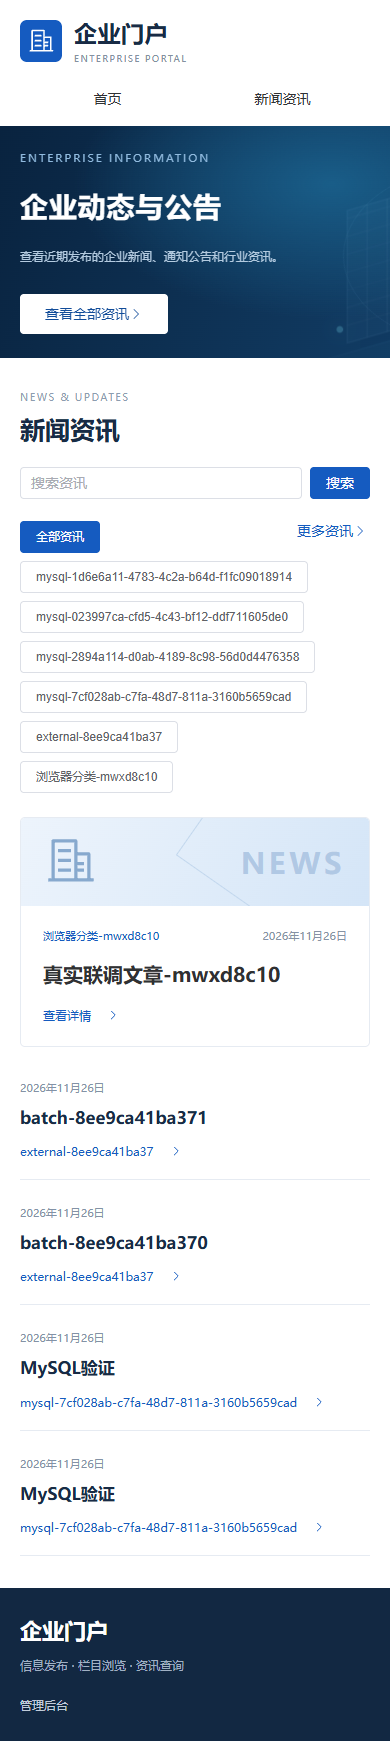 企业门户
ENTERPRISE PORTAL
首页 新闻资讯
ENTERPRISE INFORMATION
企业动态与公告
查看近期发布的企业新闻、通知公告和行业资讯。
查看全部资讯
NEWS & UPDATES
新闻资讯
搜索资讯 搜索
全部资讯 更多资讯
mysql-1d6e6a11-4783-4c2a-b64d-f1fc09018914
mysql-023997ca-cfd5-4c43-bf12-ddf711605de0
mysql-2894a114-d0ab-4189-8c98-56d0d4476358
mysql-7cf028ab-c7fa-48d7-811a-3160b5659cad
external-8ee9ca41ba37
浏览器分类-mwxd8c10
NEWS
浏览器分类-mwxd8c10 2026年11月26日
真实联调文章-mwxd8c10
查看详情
2026年11月26日
batch-8ee9ca41ba371
external-8ee9ca41ba37
2026年11月26日
batch-8ee9ca41ba370
external-8ee9ca41ba37
2026年11月26日
MySQL验证
mysql-7cf028ab-c7fa-48d7-811a-3160b5659cad
2026年11月26日
MySQL验证
mysql-7cf028ab-c7fa-48d7-811a-3160b5659cad
企业门户
信息发布 · 栏目浏览 · 资讯查询
管理后台